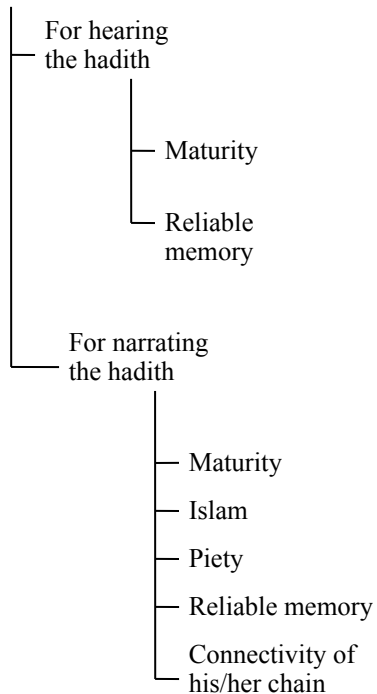 For hearing
the hadith
Maturity
Reliable
memory
For narrating
the hadith
Maturity
Islam
Piety
Reliable memory
Connectivity of
his/her chain